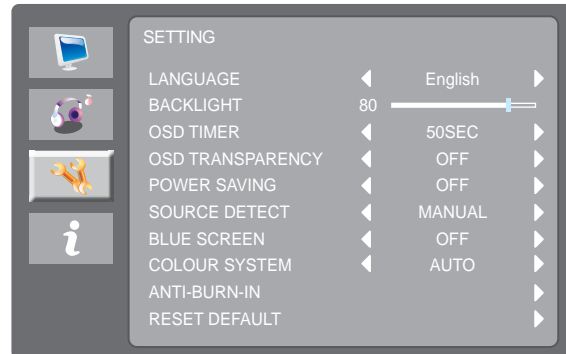 SETTING
LANGUAGE English
BACKLIGHT 80
OSD TIMER 50SEC
OSD TRANSPARENCY OFF
POWER SAVING OFF
SOURCE DETECT MANUAL
BLUE SCREEN OFF
COLOUR SYSTEM AUTO
ANTI-BURN-IN
RESET DEFAULT